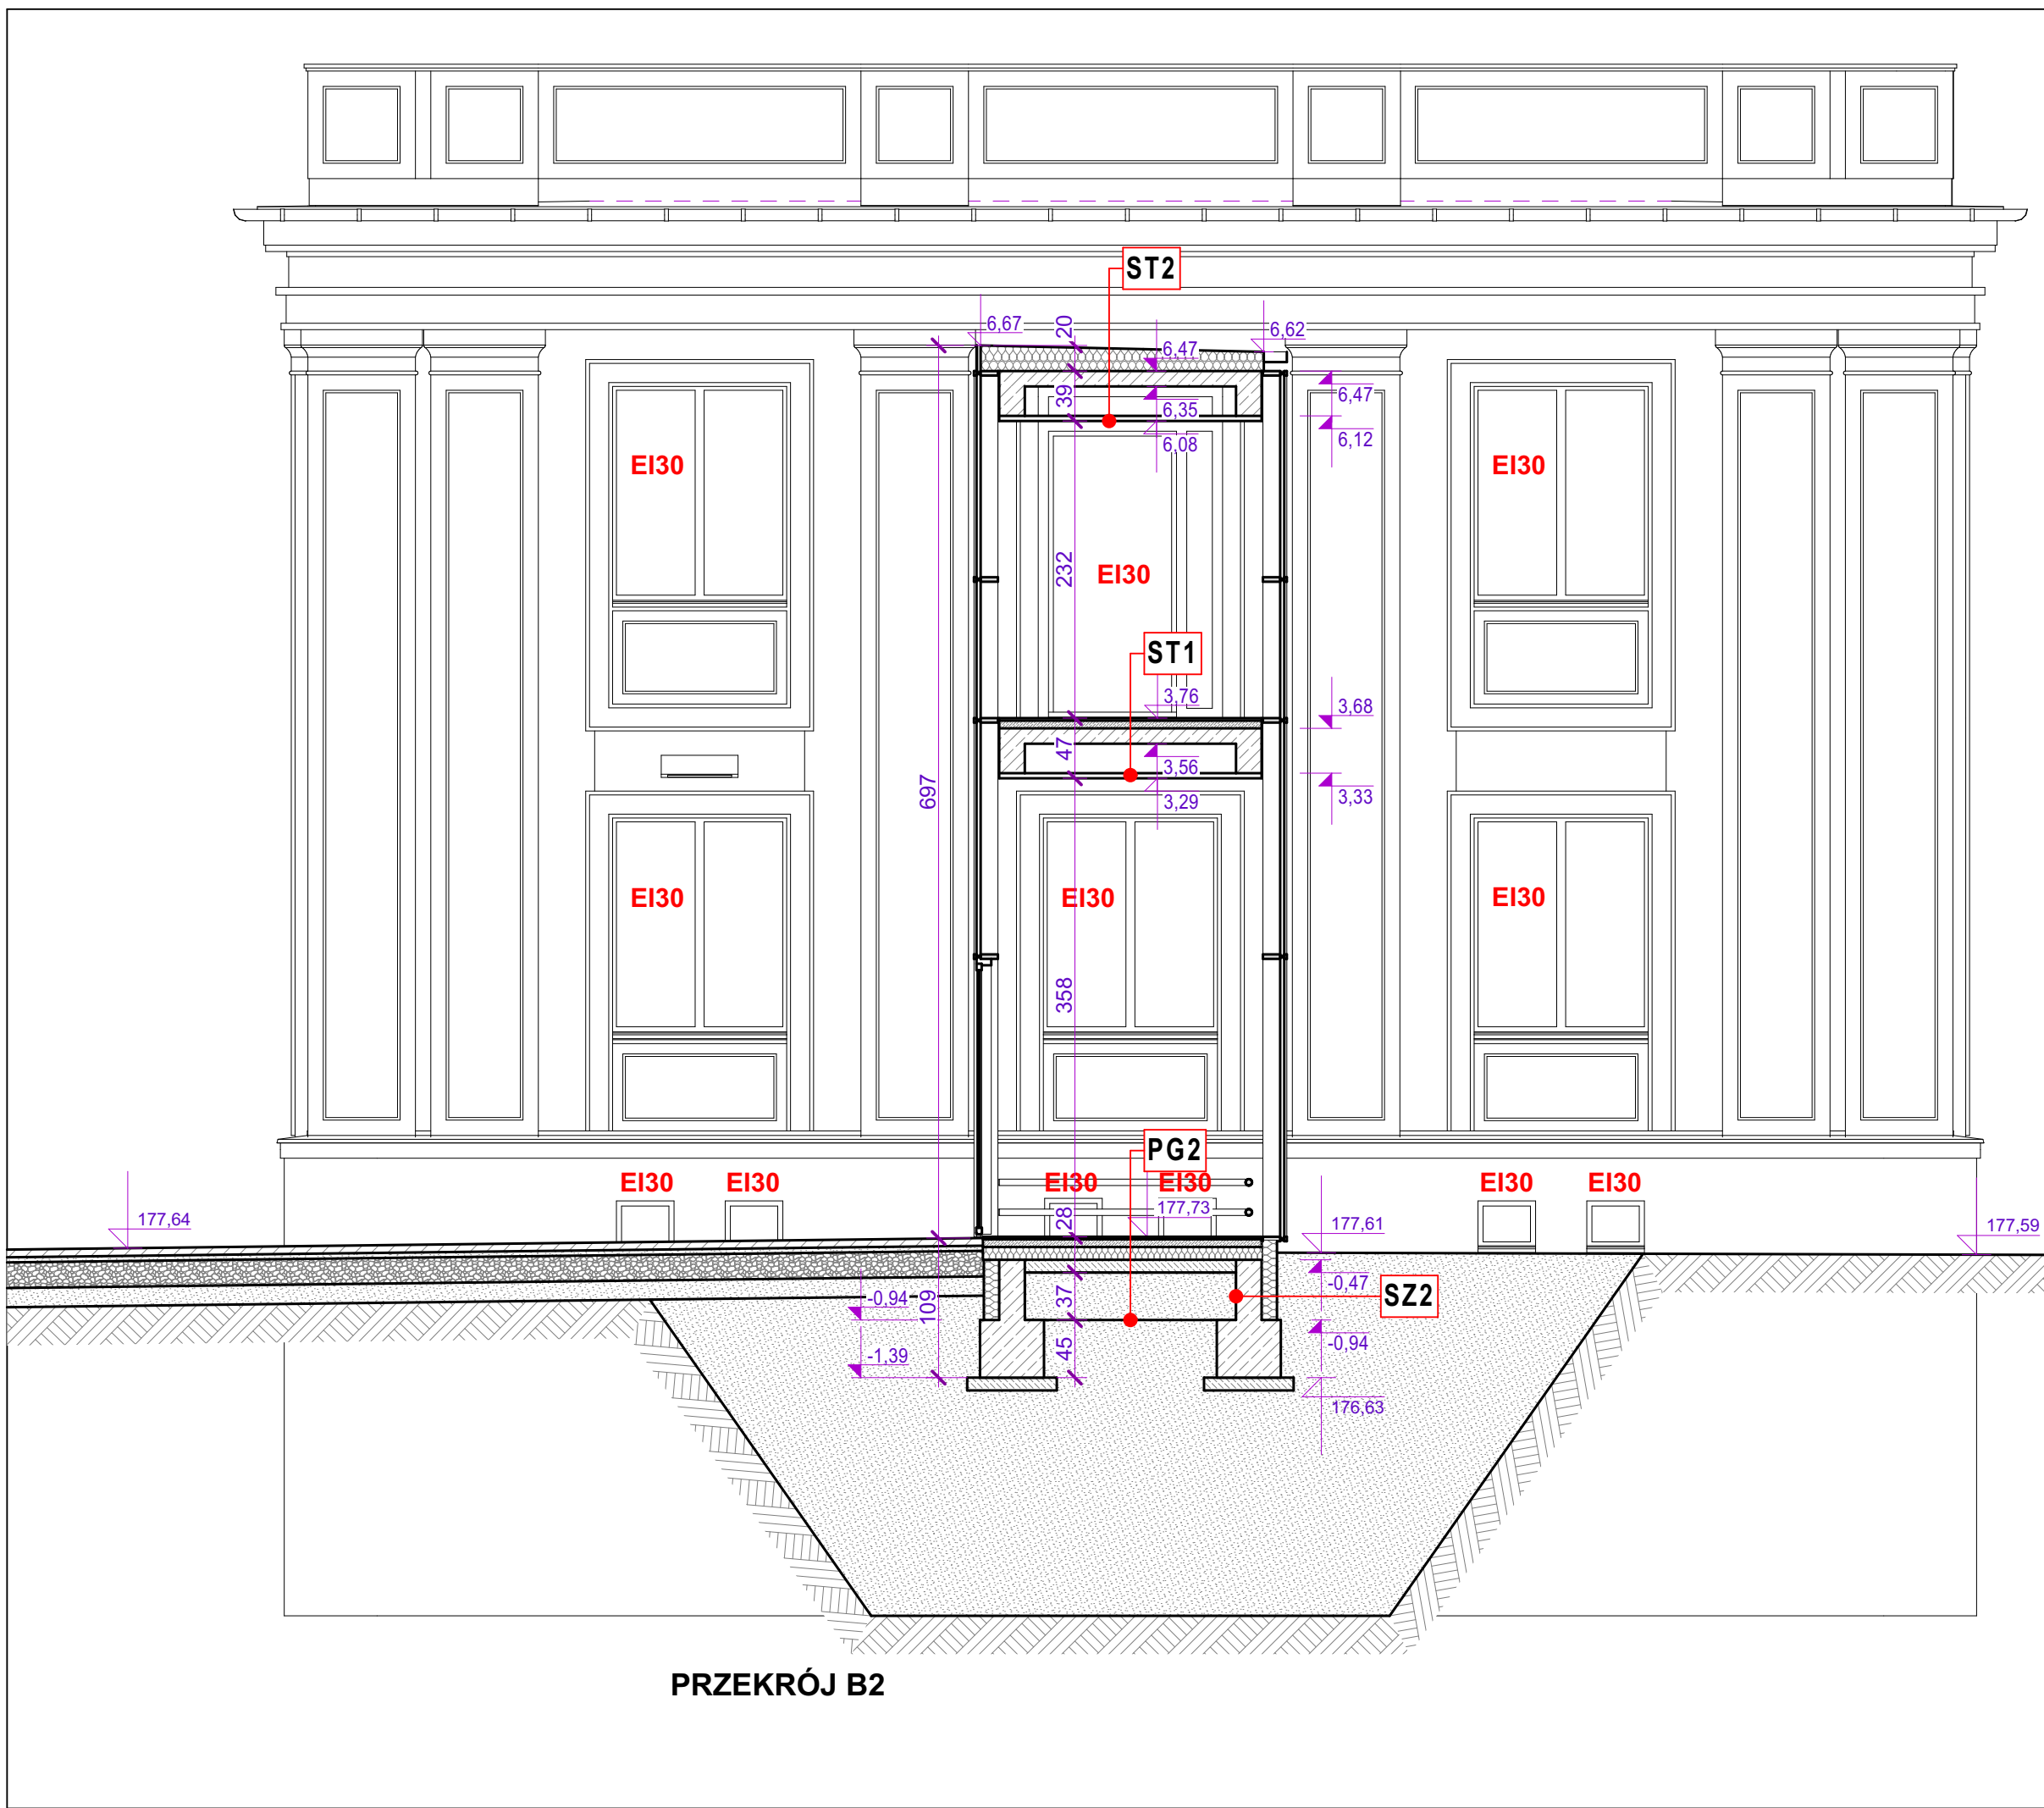 ST2
6,67
20
6,62
6,47
39
6,35
6,47
6,08
6,12
EI30
EI30
232
EI30
ST1
3,76
3,68
47
3,56
697
3,29
3,33
EI30
EI30
EI30
358
PG2
EI30
EI30
EI30
EI30
EI30
EI30
177,64
28
177,73
177,61
177,59
-0,94
109
37
-0,47
SZ2
-1,39
45
-0,94
176,63
PRZEKRÓJ B2